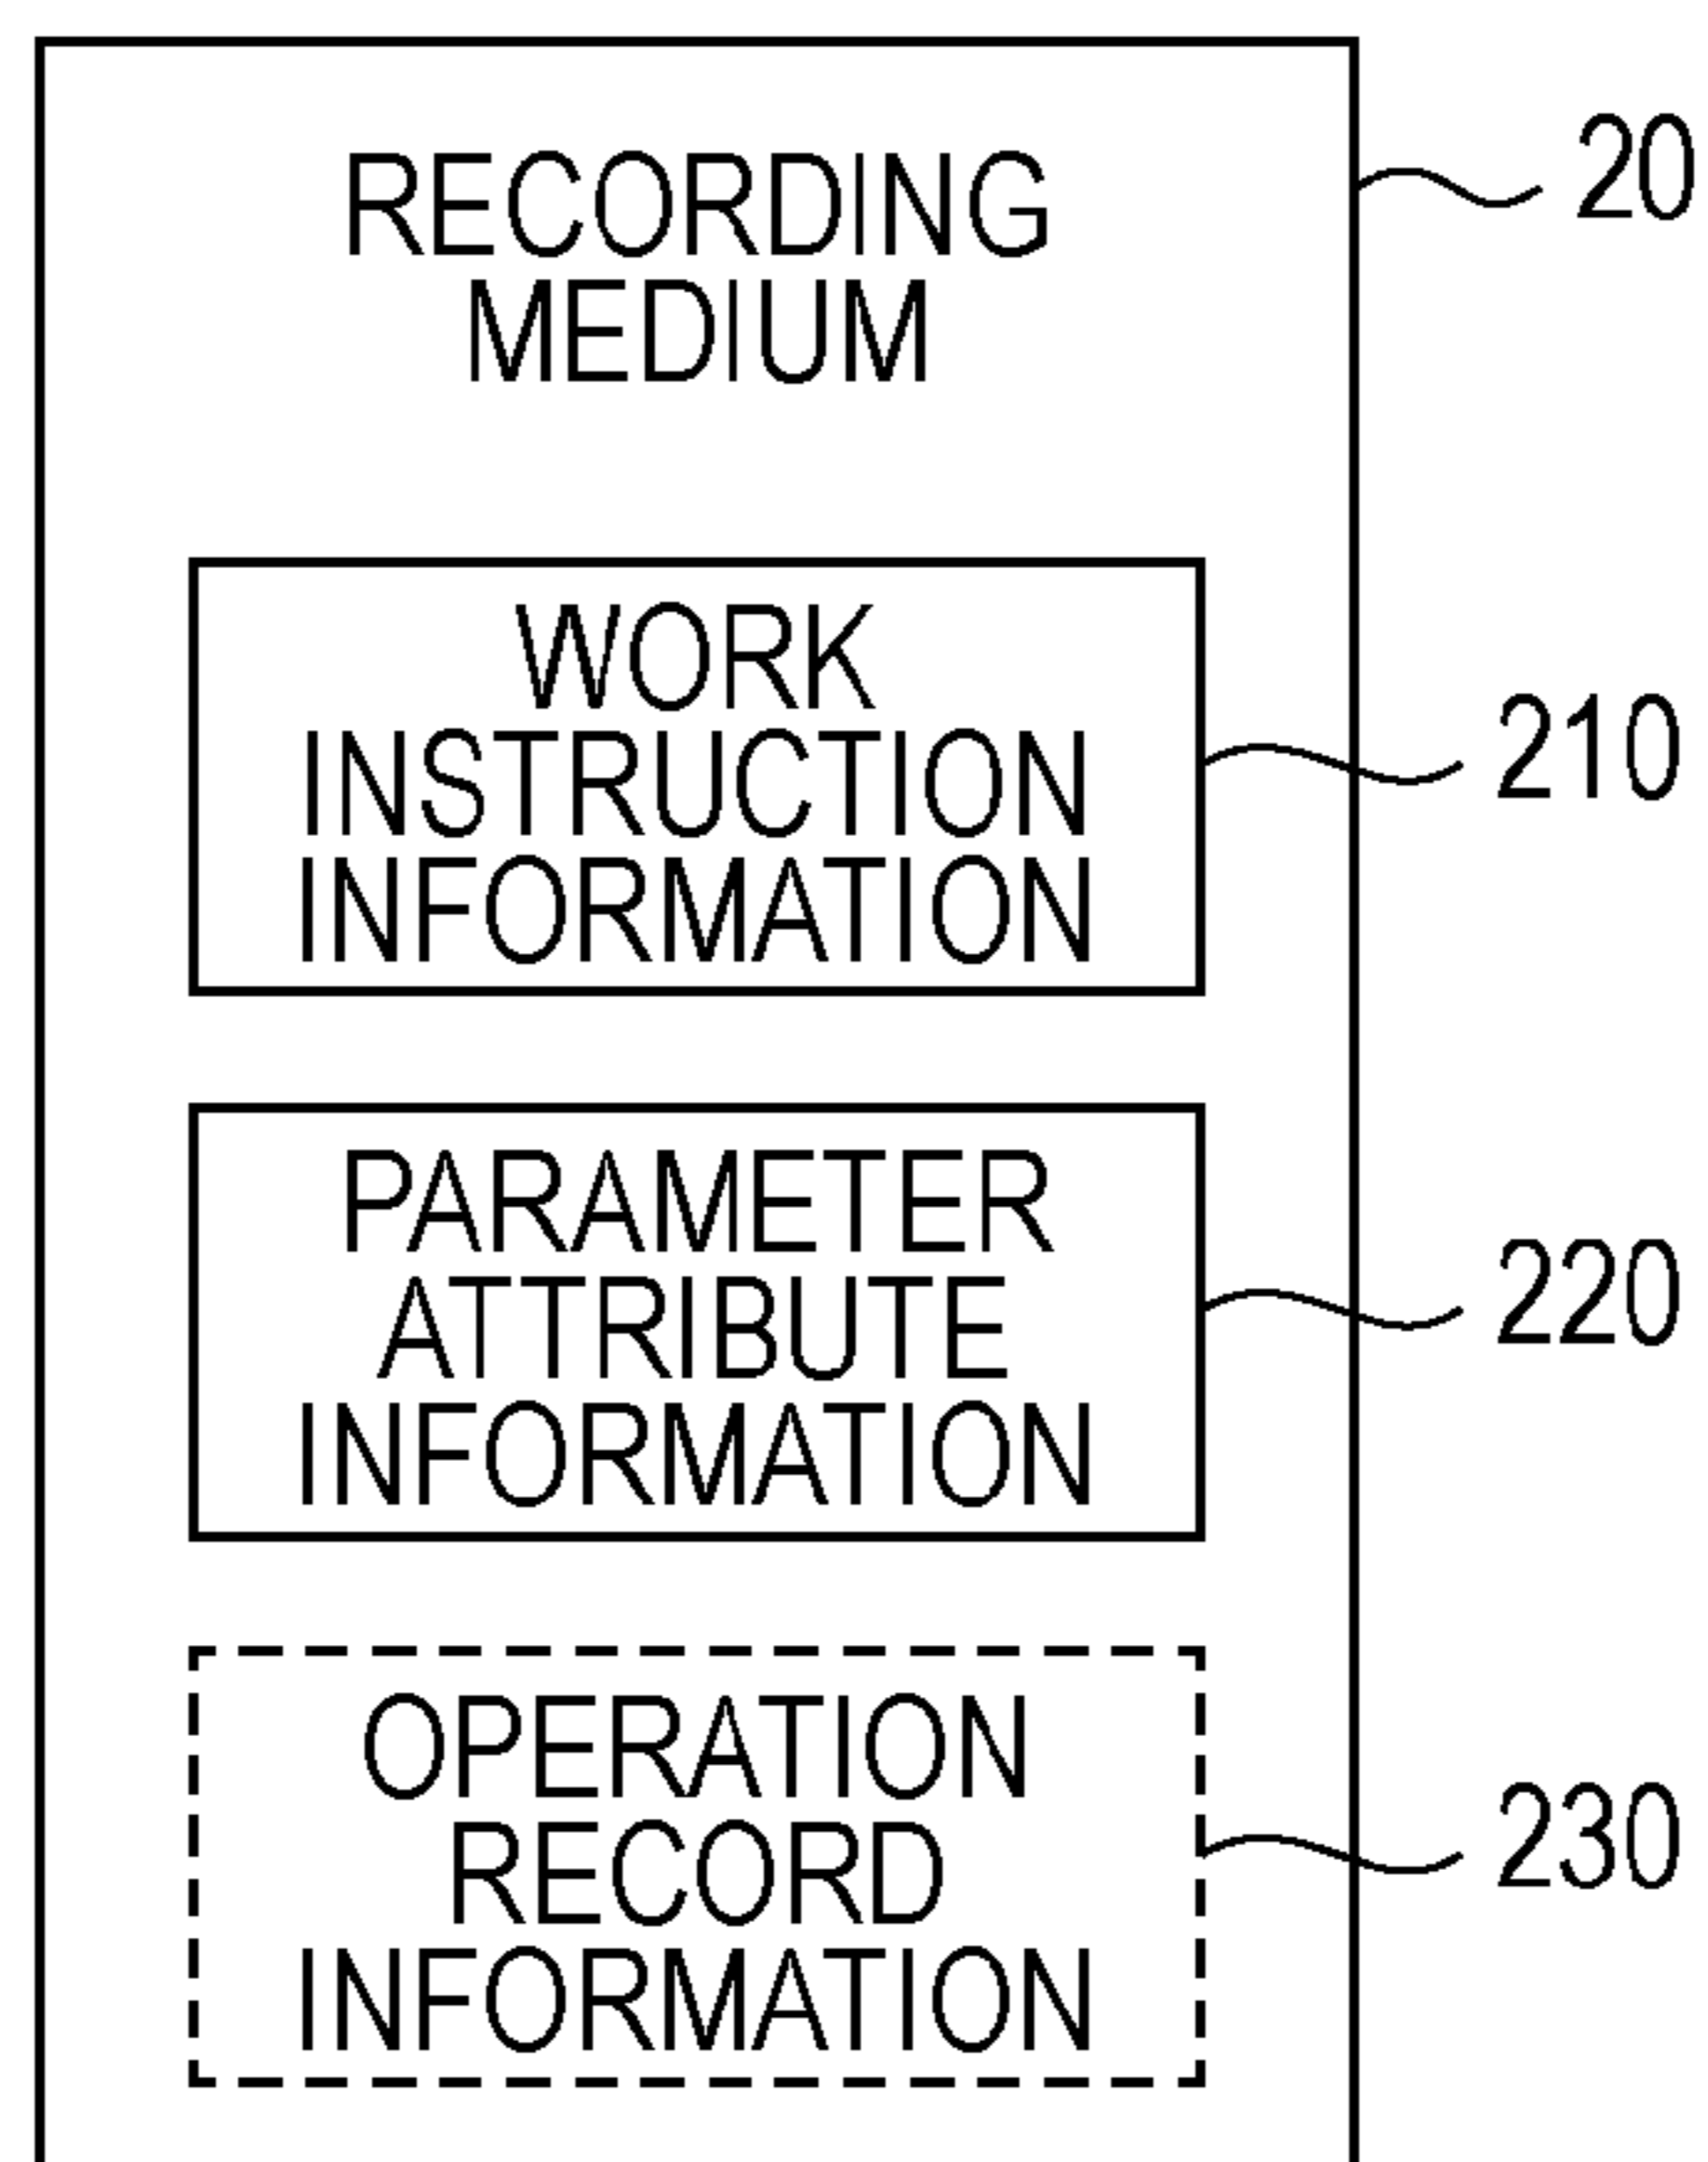 RECORDING
MEDIUM
20
WORK
INSTRUCTION
INFORMATION
210
PARAMETER
ATTRIBUTE
INFORMATION
220
OPERATION
RECORD
INFORMATION
230